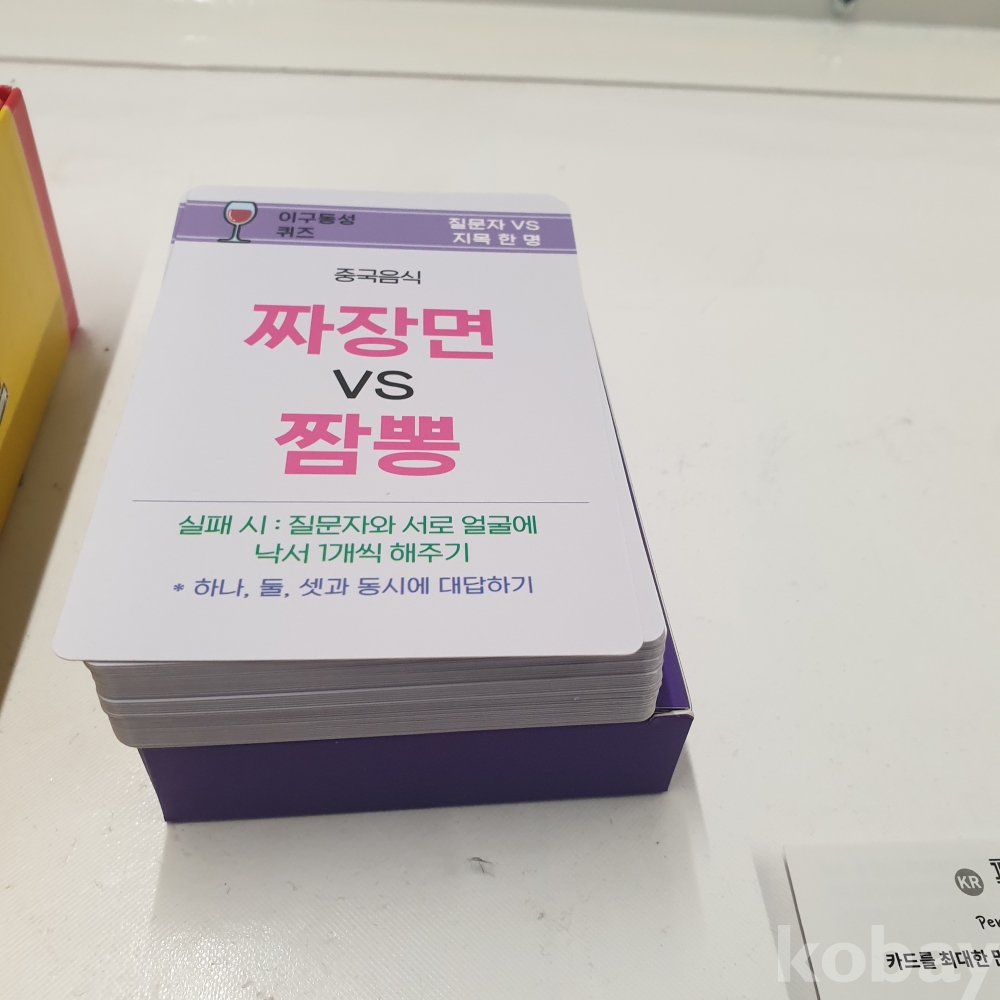 이구동성
퀴즈
질문자 VS
지목 한 명
중국음식
짜장면
VS
짬뽕
실패 시 : 질문자와 서로 얼굴에
낙서 1개씩 해주기
* 하나, 둘, 셋과 동시에 대답하기
KR
카드를 최대한
kobay